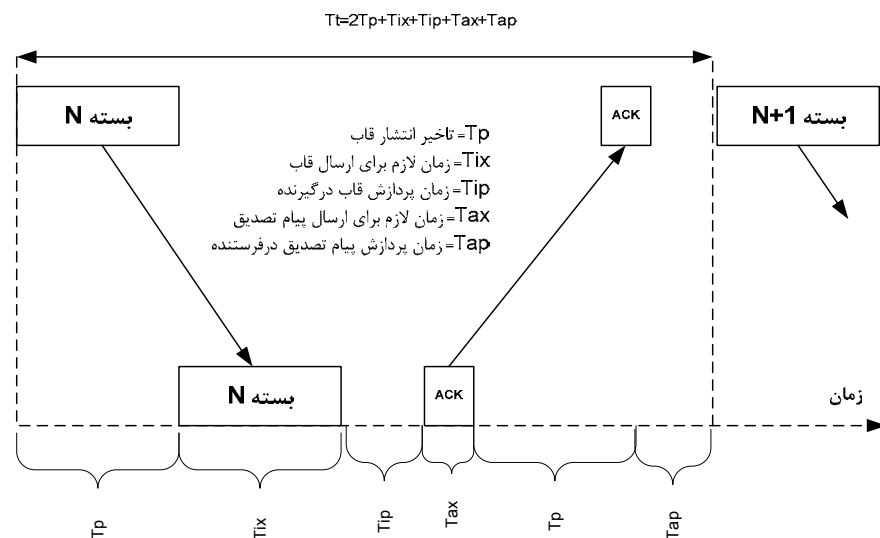 Tt=2Tp+Tix+Tip+Tax+Tap
بسته N
ACK
بسته N+1
Tp=تاخیر انتشار قاب
Tix=زمان لازم برای ارسال قاب
Tip=زمان پردازش قاب درگیرنده
Tax=زمان لازم برای ارسال پیام تصدیق
Tap=زمان پردازش پیام تصدیق درفرستنده
بسته N
ACK
زمان
Tp
Tix
Tip
Tax
Tp
Tap